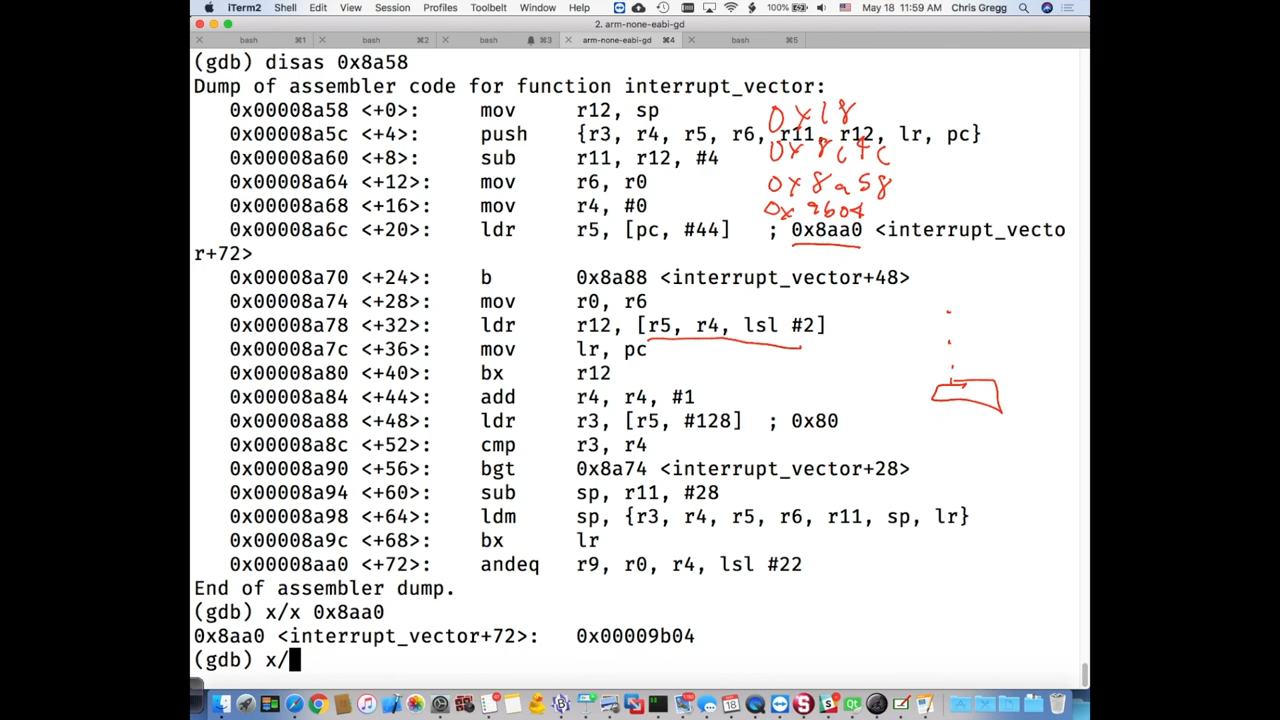 iTerm2 Shell Edit View Session Profiles Toolbelt Window Help 100% May 18 11:59 AM Chris Gregg
2. arm-none-eabi-gd
bash ⌘1 bash ⌘2 bash ⌘3 arm-none-eabi-gd ⌘4 bash ⌘5
(gdb) disas 0x8a58
Dump of assembler code for function interrupt_vector:
0x00008a58 <+0>: mov r12, sp
0x18
0x00008a5c <+4>: push {r3, r4, r5, r6, r11, r12, lr, pc}
0x00008a60 <+8>: sub r11, r12, #4
0x8c4c
0x00008a64 <+12>: mov r6, r0
0x8a58
0x00008a68 <+16>: mov r4, #0
0x9b04
0x00008a6c <+20>: ldr r5, [pc, #44] ; 0x8aa0 <interrupt_vecto
r+72>
0x00008a70 <+24>: b 0x8a88 <interrupt_vector+48>
0x00008a74 <+28>: mov r0, r6
0x00008a78 <+32>: ldr r12, [r5, r4, lsl #2]
0x00008a7c <+36>: mov lr, pc
0x00008a80 <+40>: bx r12
0x00008a84 <+44>: add r4, r4, #1
0x00008a88 <+48>: ldr r3, [r5, #128] ; 0x80
0x00008a8c <+52>: cmp r3, r4
0x00008a90 <+56>: bgt 0x8a74 <interrupt_vector+28>
0x00008a94 <+60>: sub sp, r11, #28
0x00008a98 <+64>: ldm sp, {r3, r4, r5, r6, r11, sp, lr}
0x00008a9c <+68>: bx lr
0x00008aa0 <+72>: andeq r9, r0, r4, lsl #22
End of assembler dump.
(gdb) x/x 0x8aa0
0x8aa0 <interrupt_vector+72>: 0x00009b04
(gdb) x/